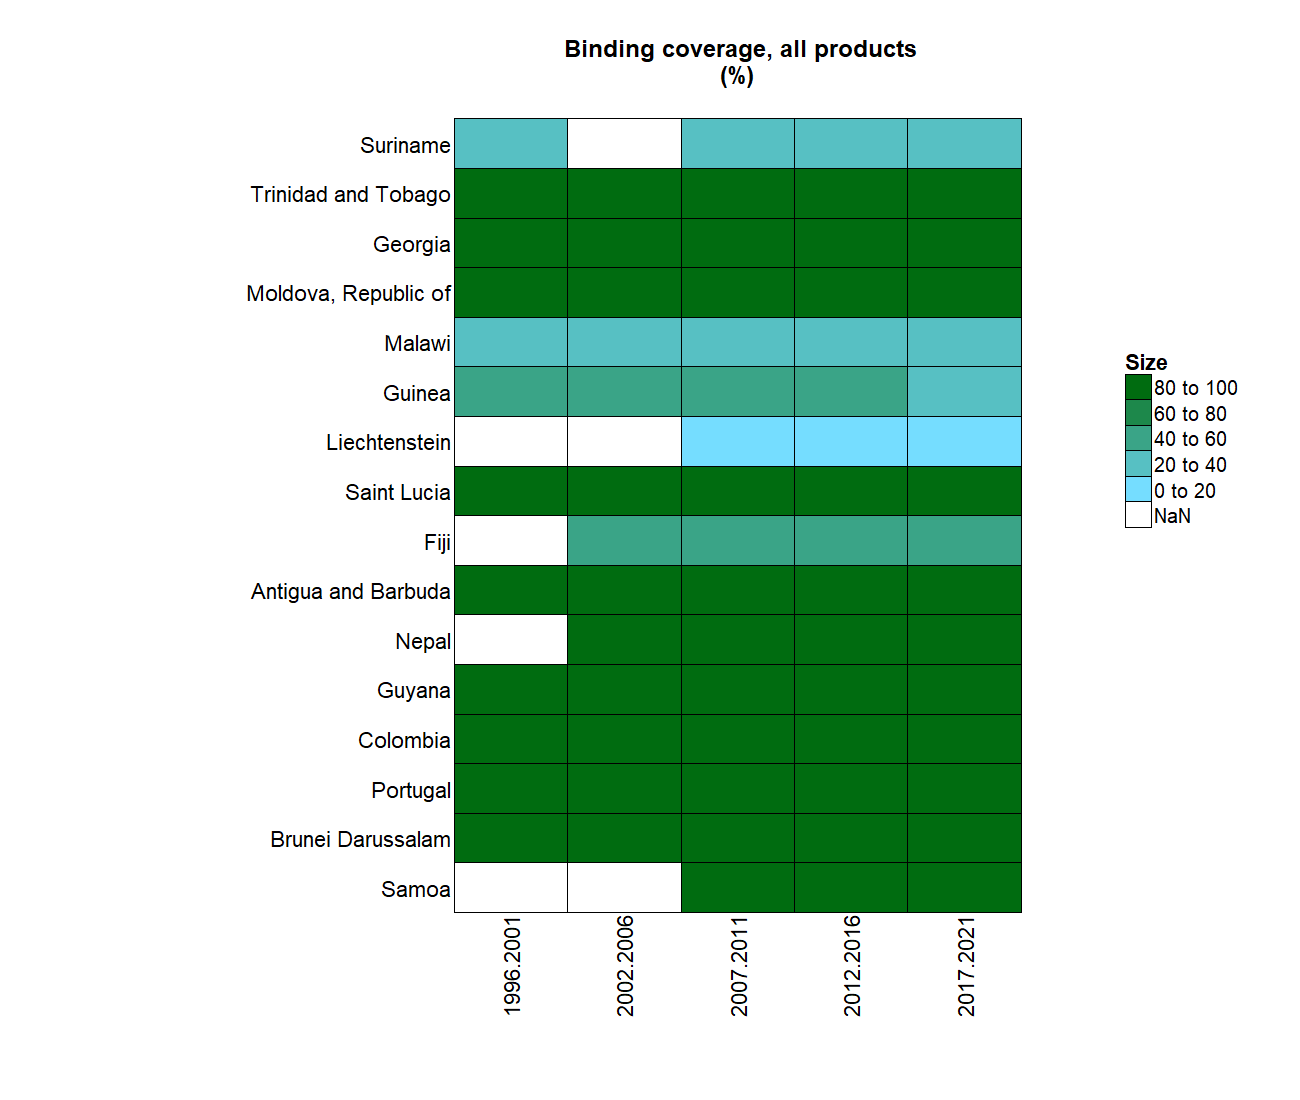 Binding coverage, all products
(%)
Suriname
Trinidad and Tobago
Georgia
Moldova, Republic of
Malawi
Guinea
Liechtenstein
Saint Lucia
Fiji
Antigua and Barbuda
Nepal
Guyana
Colombia
Portugal
Brunei Darussalam
Samoa
1996.2001
2002.2006
2007.2011
2012.2016
2017.2021
Size
80 to 100
60 to 80
40 to 60
20 to 40
0 to 20
NaN